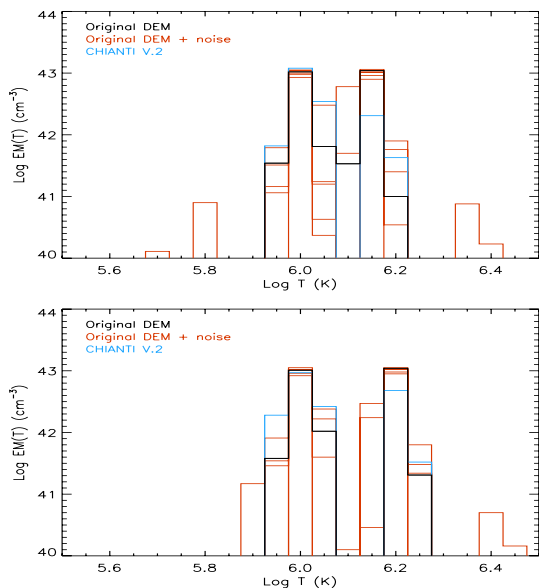 44
Original DEM
Original DEM + noise
CHIANTI V.2
43
42
41
40
Log EM(T) (cm⁻³)
5.6 5.8 6.0 6.2 6.4
Log T (K)
44
Original DEM
Original DEM + noise
CHIANTI V.2
43
42
41
40
Log EM(T) (cm⁻³)
5.6 5.8 6.0 6.2 6.4
Log T (K)